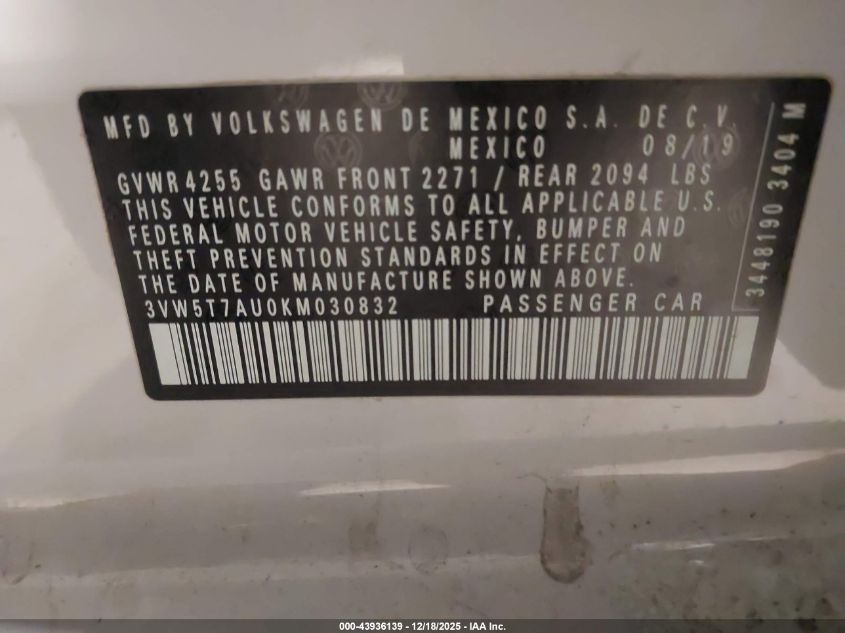 MFD BY VOLKSWAGEN DE MEXICO S.A. DE C.V.
MEXICO 08/19
GVWR 4255 GAWR FRONT 2271 / REAR 2094 LBS
THIS VEHICLE CONFORMS TO ALL APPLICABLE U.S.
FEDERAL MOTOR VEHICLE SAFETY, BUMPER AND
THEFT PREVENTION STANDARDS IN EFFECT ON
THE DATE OF MANUFACTURE SHOWN ABOVE.
3VW5T7AU0KM030832 PASSENGER CAR
3448190 3404 M
000-43936139 - 12/18/2025 - IAA Inc.